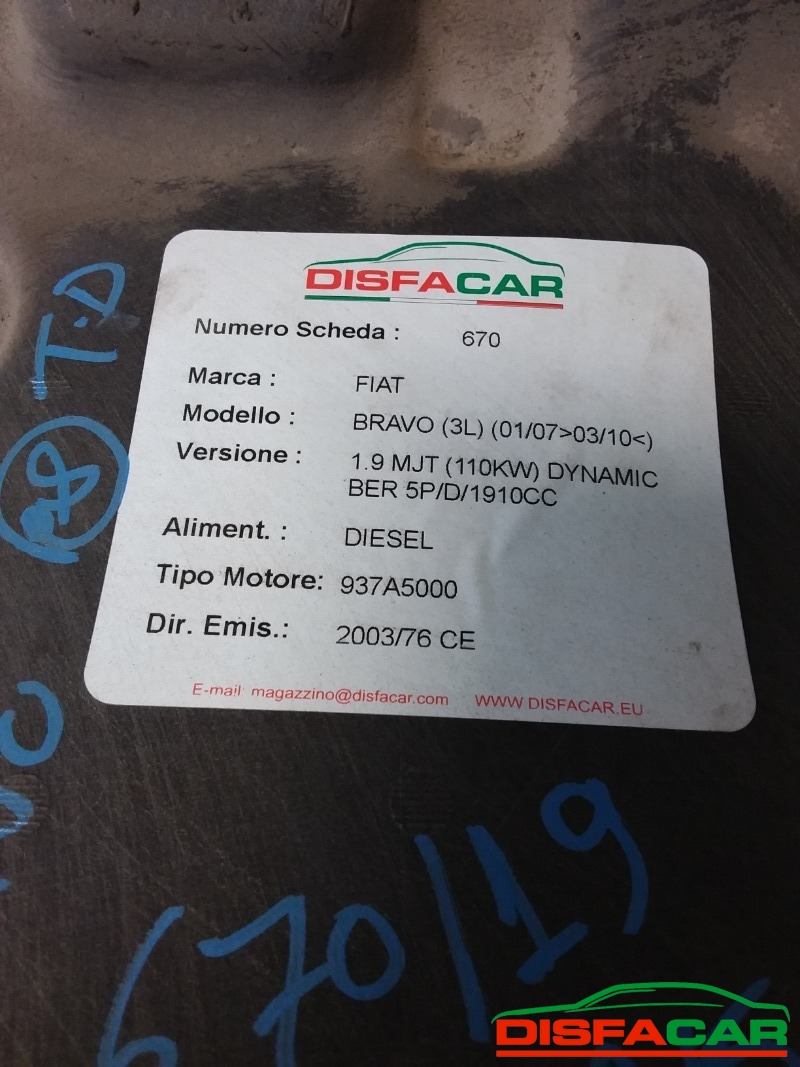 DISFACAR
Numero Scheda : 670
Marca : FIAT
Modello : BRAVO (3L) (01/07>03/10<)
Versione : 1.9 MJT (110KW) DYNAMIC
BER 5P/D/1910CC
Aliment. : DIESEL
Tipo Motore: 937A5000
Dir. Emis.: 2003/76 CE
E-mail: magazzino@disfacar.com WWW.DISFACAR.EU
T.D
670/19
DISFACAR